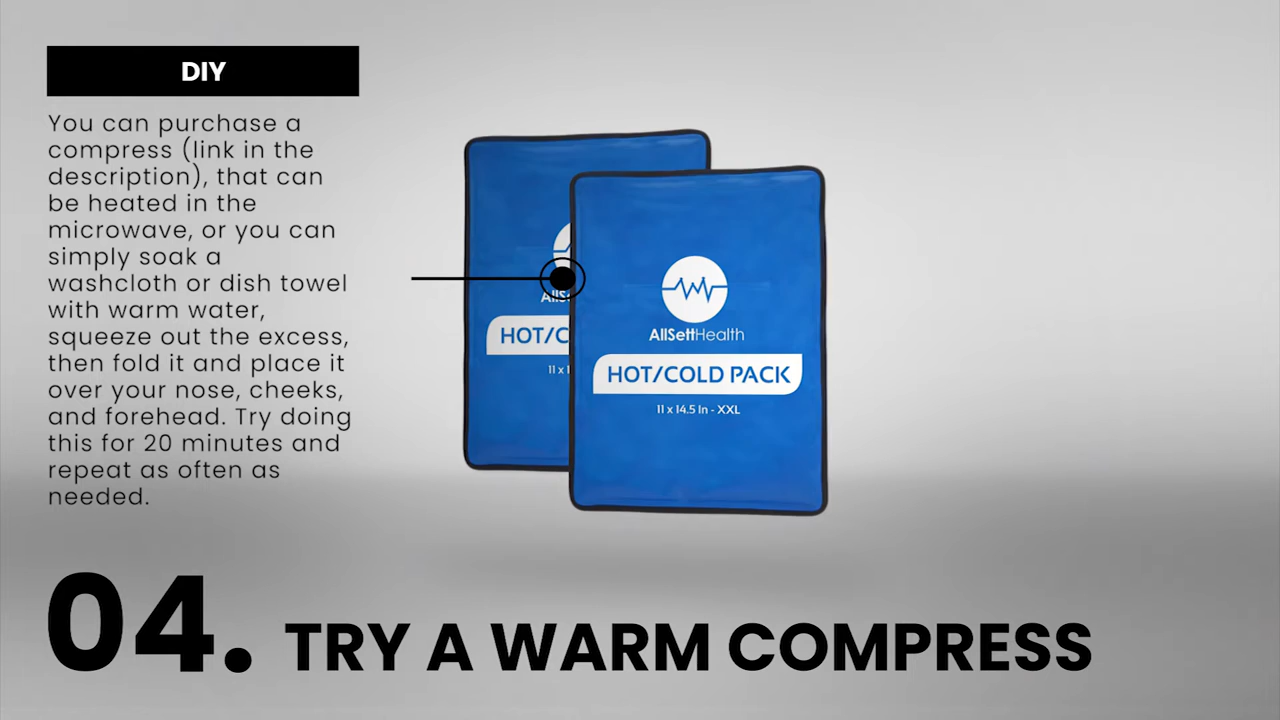 DIY
You can purchase a
compress (link in the
description), that can
be heated in the
microwave, or you can
simply soak a
washcloth or dish towel
with warm water,
squeeze out the excess,
then fold it and place it
over your nose, cheeks,
and forehead. Try doing
this for 20 minutes and
repeat as often as
needed.
AllSettHealth
HOT/COLD PACK
11 x 14.5 In - XXL
04. TRY A WARM COMPRESS